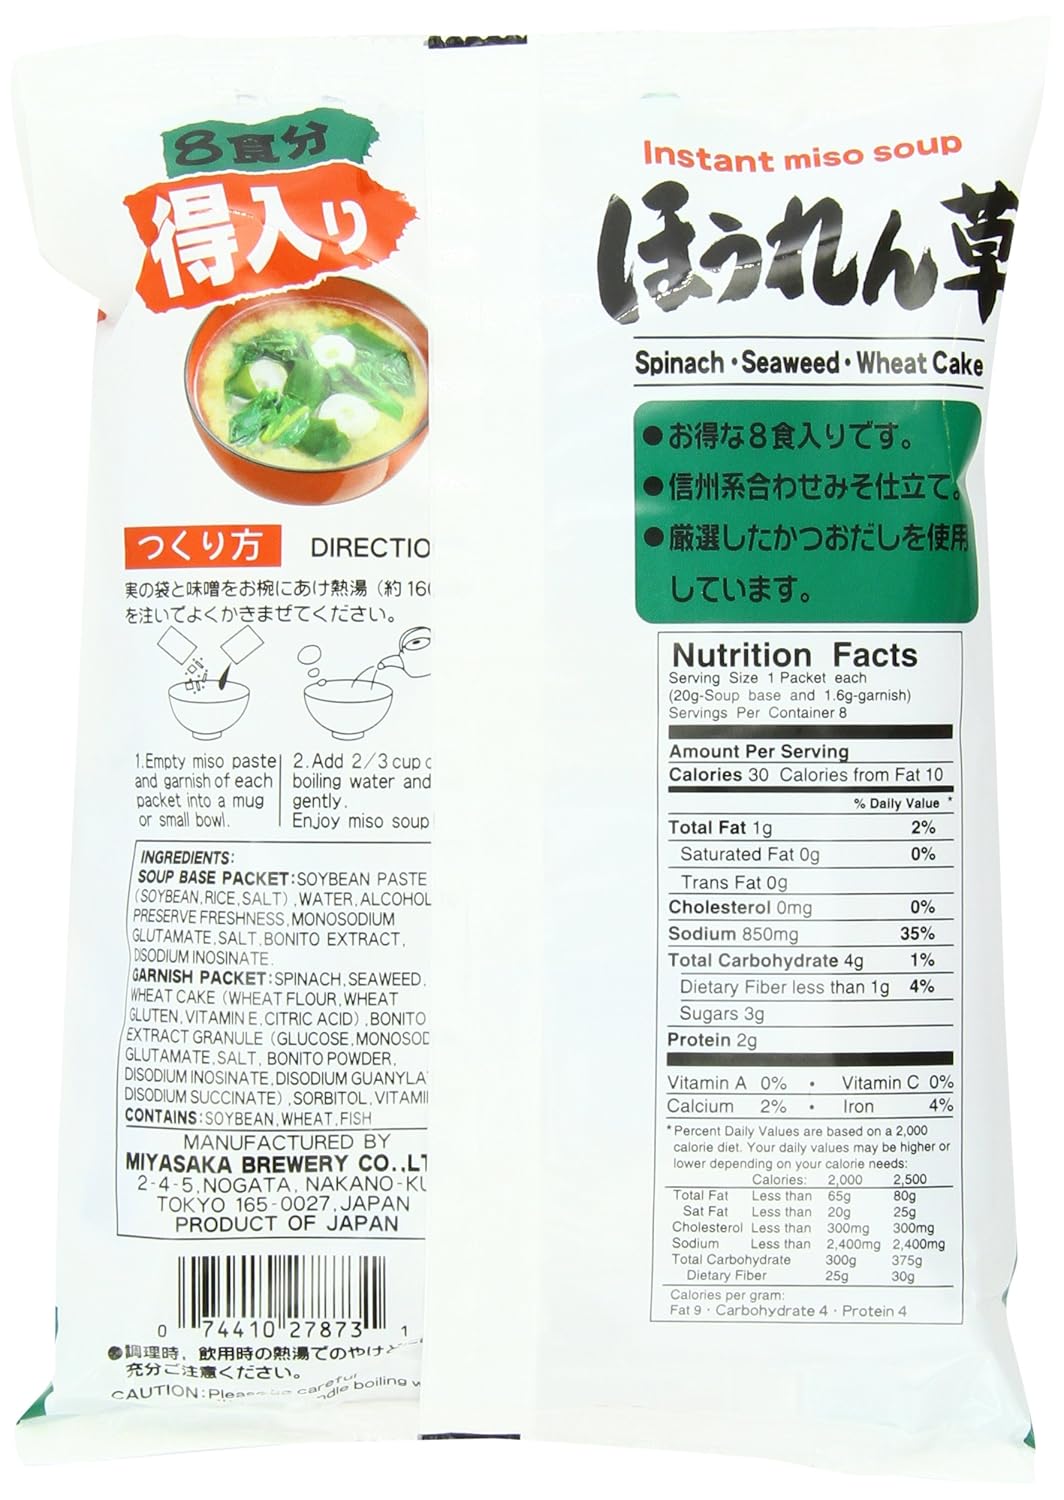 8食分
得入り
つくり方 DIRECTIO
実の袋と味噌をお椀にあけ熱湯(約160
を注いでよくかきまぜてください。
1.Empty miso paste
and garnish of each
packet into a mug
or small bowl.
2.Add 2/3 cup
boiling water and
gently.
Enjoy miso soup
INGREDIENTS:
SOUP BASE PACKET:SOYBEAN PASTE
(SOYBEAN,RICE,SALT),WATER,ALCOHOL
PRESERVE FRESHNESS,MONOSODIUM
GLUTAMATE,SALT,BONITO EXTRACT,
DISODIUM INOSINATE.
GARNISH PACKET:SPINACH,SEAWEED.
WHEAT CAKE (WHEAT FLOUR,WHEAT
GLUTEN,VITAMIN E,CITRIC ACID),BONITO
EXTRACT GRANULE (GLUCOSE,MONOSOD
GLUTAMATE,SALT, BONITO POWDER,
DISODIUM INOSINATE,DISODIUM GUANYLA
DISODIUM SUCCINATE),SORBITOL,VITAMI
CONTAINS:SOYBEAN,WHEAT,FISH
MANUFACTURED BY
MIYASAKA BREWERY CO.,LT
2-4-5,NOGATA, NAKANO-KU
TOKYO 165-0027,JAPAN
PRODUCT OF JAPAN
0 74410 27873 1
●調理時、飲用時の熱湯でのやけど
充分ご注意ください。
CAUTION:Please be careful
boiling w
Instant miso soup
ほうれん草
Spinach・Seaweed・Wheat Cake
●お得な8食入りです。
●信州系合わせみそ仕立て。
●厳選したかつおだしを使用
しています。
Nutrition Facts
Serving Size 1 Packet each
(20g-Soup base and 1.6g-garnish)
Servings Per Container 8
Amount Per Serving
Calories 30 Calories from Fat 10
% Daily Value *
Total Fat 1g 2%
Saturated Fat 0g 0%
Trans Fat 0g
Cholesterol 0mg 0%
Sodium 850mg 35%
Total Carbohydrate 4g 1%
Dietary Fiber less than 1g 4%
Sugars 3g
Protein 2g
Vitamin A 0% • Vitamin C 0%
Calcium 2% • Iron 4%
*Percent Daily Values are based on a 2,000
calorie diet. Your daily values may be higher or
lower depending on your calorie needs:
Calories: 2,000 2,500
Total Fat Less than 65g 80g
Sat Fat Less than 20g 25g
Cholesterol Less than 300mg 300mg
Sodium Less than 2,400mg 2,400mg
Total Carbohydrate 300g 375g
Dietary Fiber 25g 30g
Calories per gram:
Fat 9・Carbohydrate 4・Protein 4